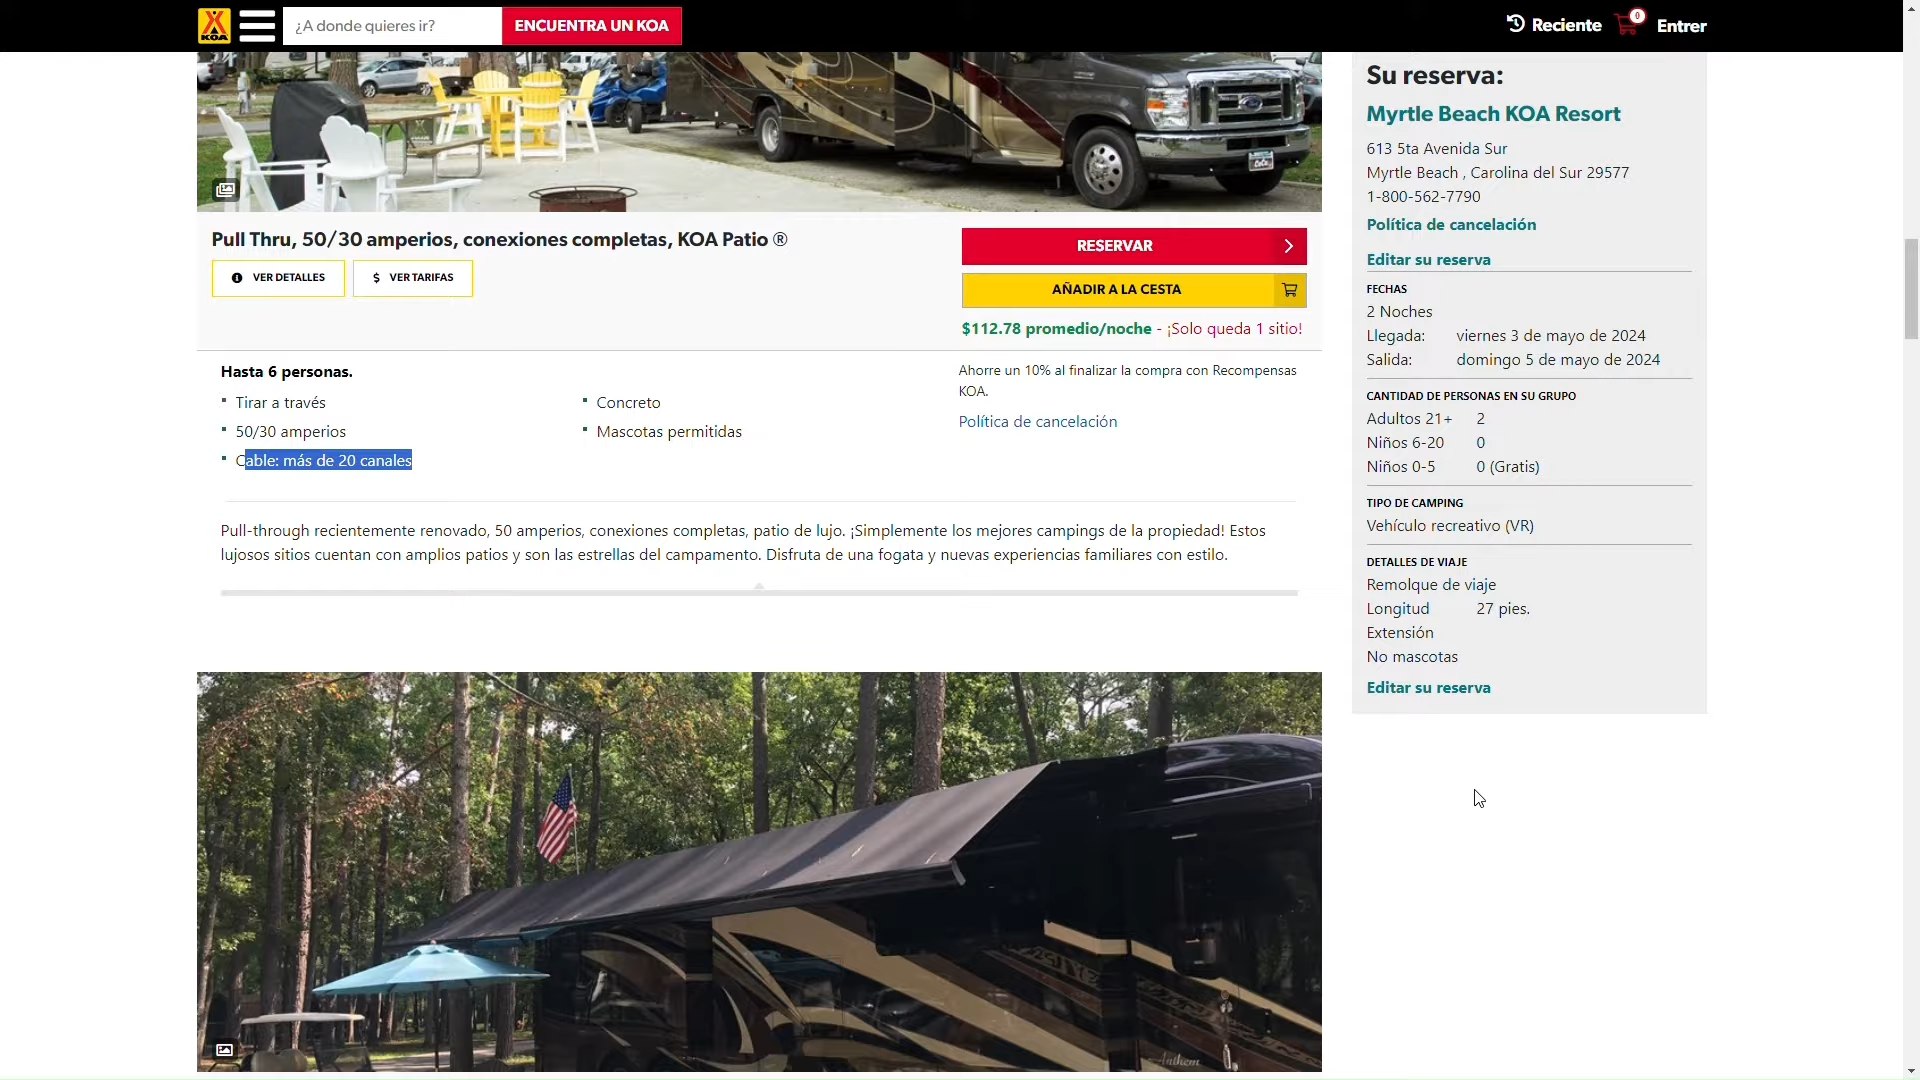 KOA
¿A donde quieres ir?
ENCUENTRA UN KOA
Reciente
0
Entrer
Pull Thru, 50/30 amperios, conexiones completas, KOA Patio ®
VER DETALLES
$ VER TARIFAS
RESERVAR
AÑADIR A LA CESTA
$112.78 promedio/noche - ¡Solo queda 1 sitio!
Hasta 6 personas.
Tirar a través
50/30 amperios
Cable: más de 20 canales
Concreto
Mascotas permitidas
Ahorre un 10% al finalizar la compra con Recompensas
KOA.
Política de cancelación
Pull-through recientemente renovado, 50 amperios, conexiones completas, patio de lujo. ¡Simplemente los mejores campings de la propiedad! Estos
lujosos sitios cuentan con amplios patios y son las estrellas del campamento. Disfruta de una fogata y nuevas experiencias familiares con estilo.
Anthem
Su reserva:
Myrtle Beach KOA Resort
613 5ta Avenida Sur
Myrtle Beach , Carolina del Sur 29577
1-800-562-7790
Política de cancelación
Editar su reserva
FECHAS
2 Noches
Llegada: viernes 3 de mayo de 2024
Salida: domingo 5 de mayo de 2024
CANTIDAD DE PERSONAS EN SU GRUPO
Adultos 21+ 2
Niños 6-20 0
Niños 0-5 0 (Gratis)
TIPO DE CAMPING
Vehículo recreativo (VR)
DETALLES DE VIAJE
Remolque de viaje
Longitud 27 pies.
Extensión
No mascotas
Editar su reserva